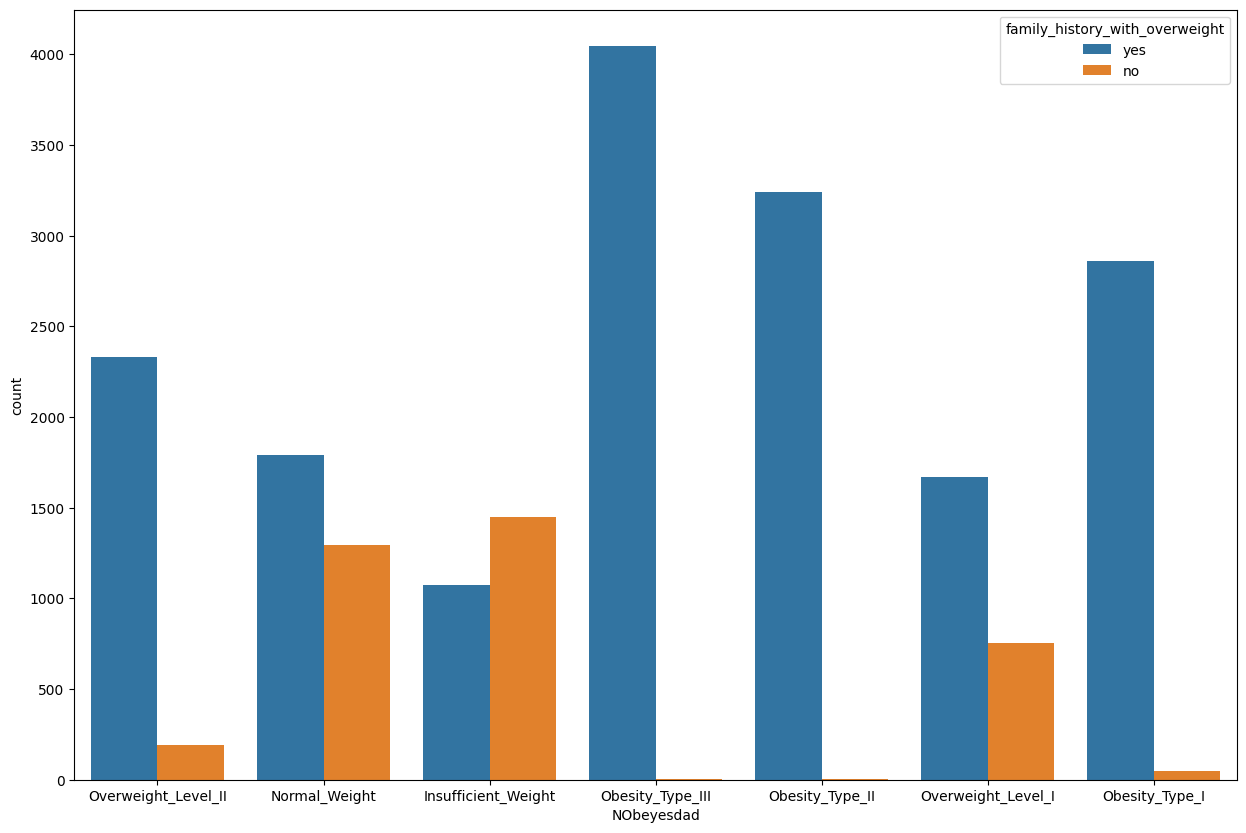 family_history_with_overweight
yes
no
4000
3500
3000
2500
2000
1500
1000
500
0
count
Overweight_Level_II Normal_Weight Insufficient_Weight Obesity_Type_III Obesity_Type_II Overweight_Level_I Obesity_Type_I
NObeyesdad